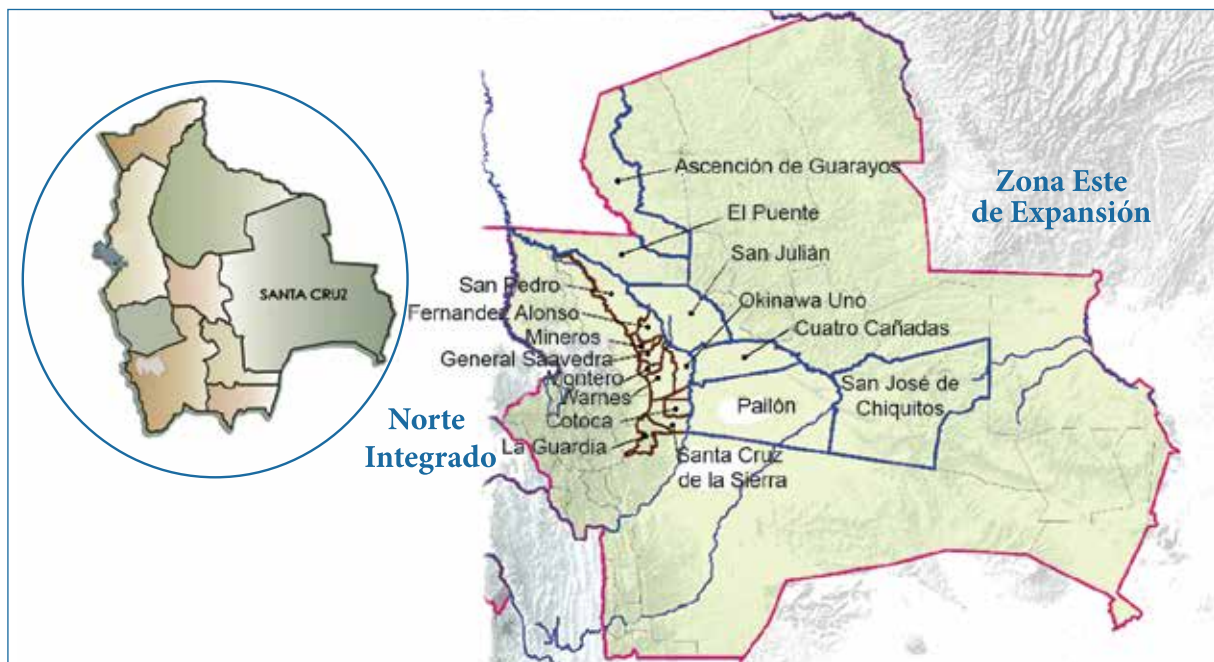 SANTA CRUZ
Norte
Integrado
Zona Este
de Expansión
Ascención de Guarayos
El Puente
San Julián
San Pedro
Okinawa Uno
Fernandez Alonso
Cuatro Cañadas
Mineros
General Saavedra
Montero
Warnes
San José de
Chiquitos
Pailón
Cotoca
La Guardia
Santa Cruz
de la Sierra